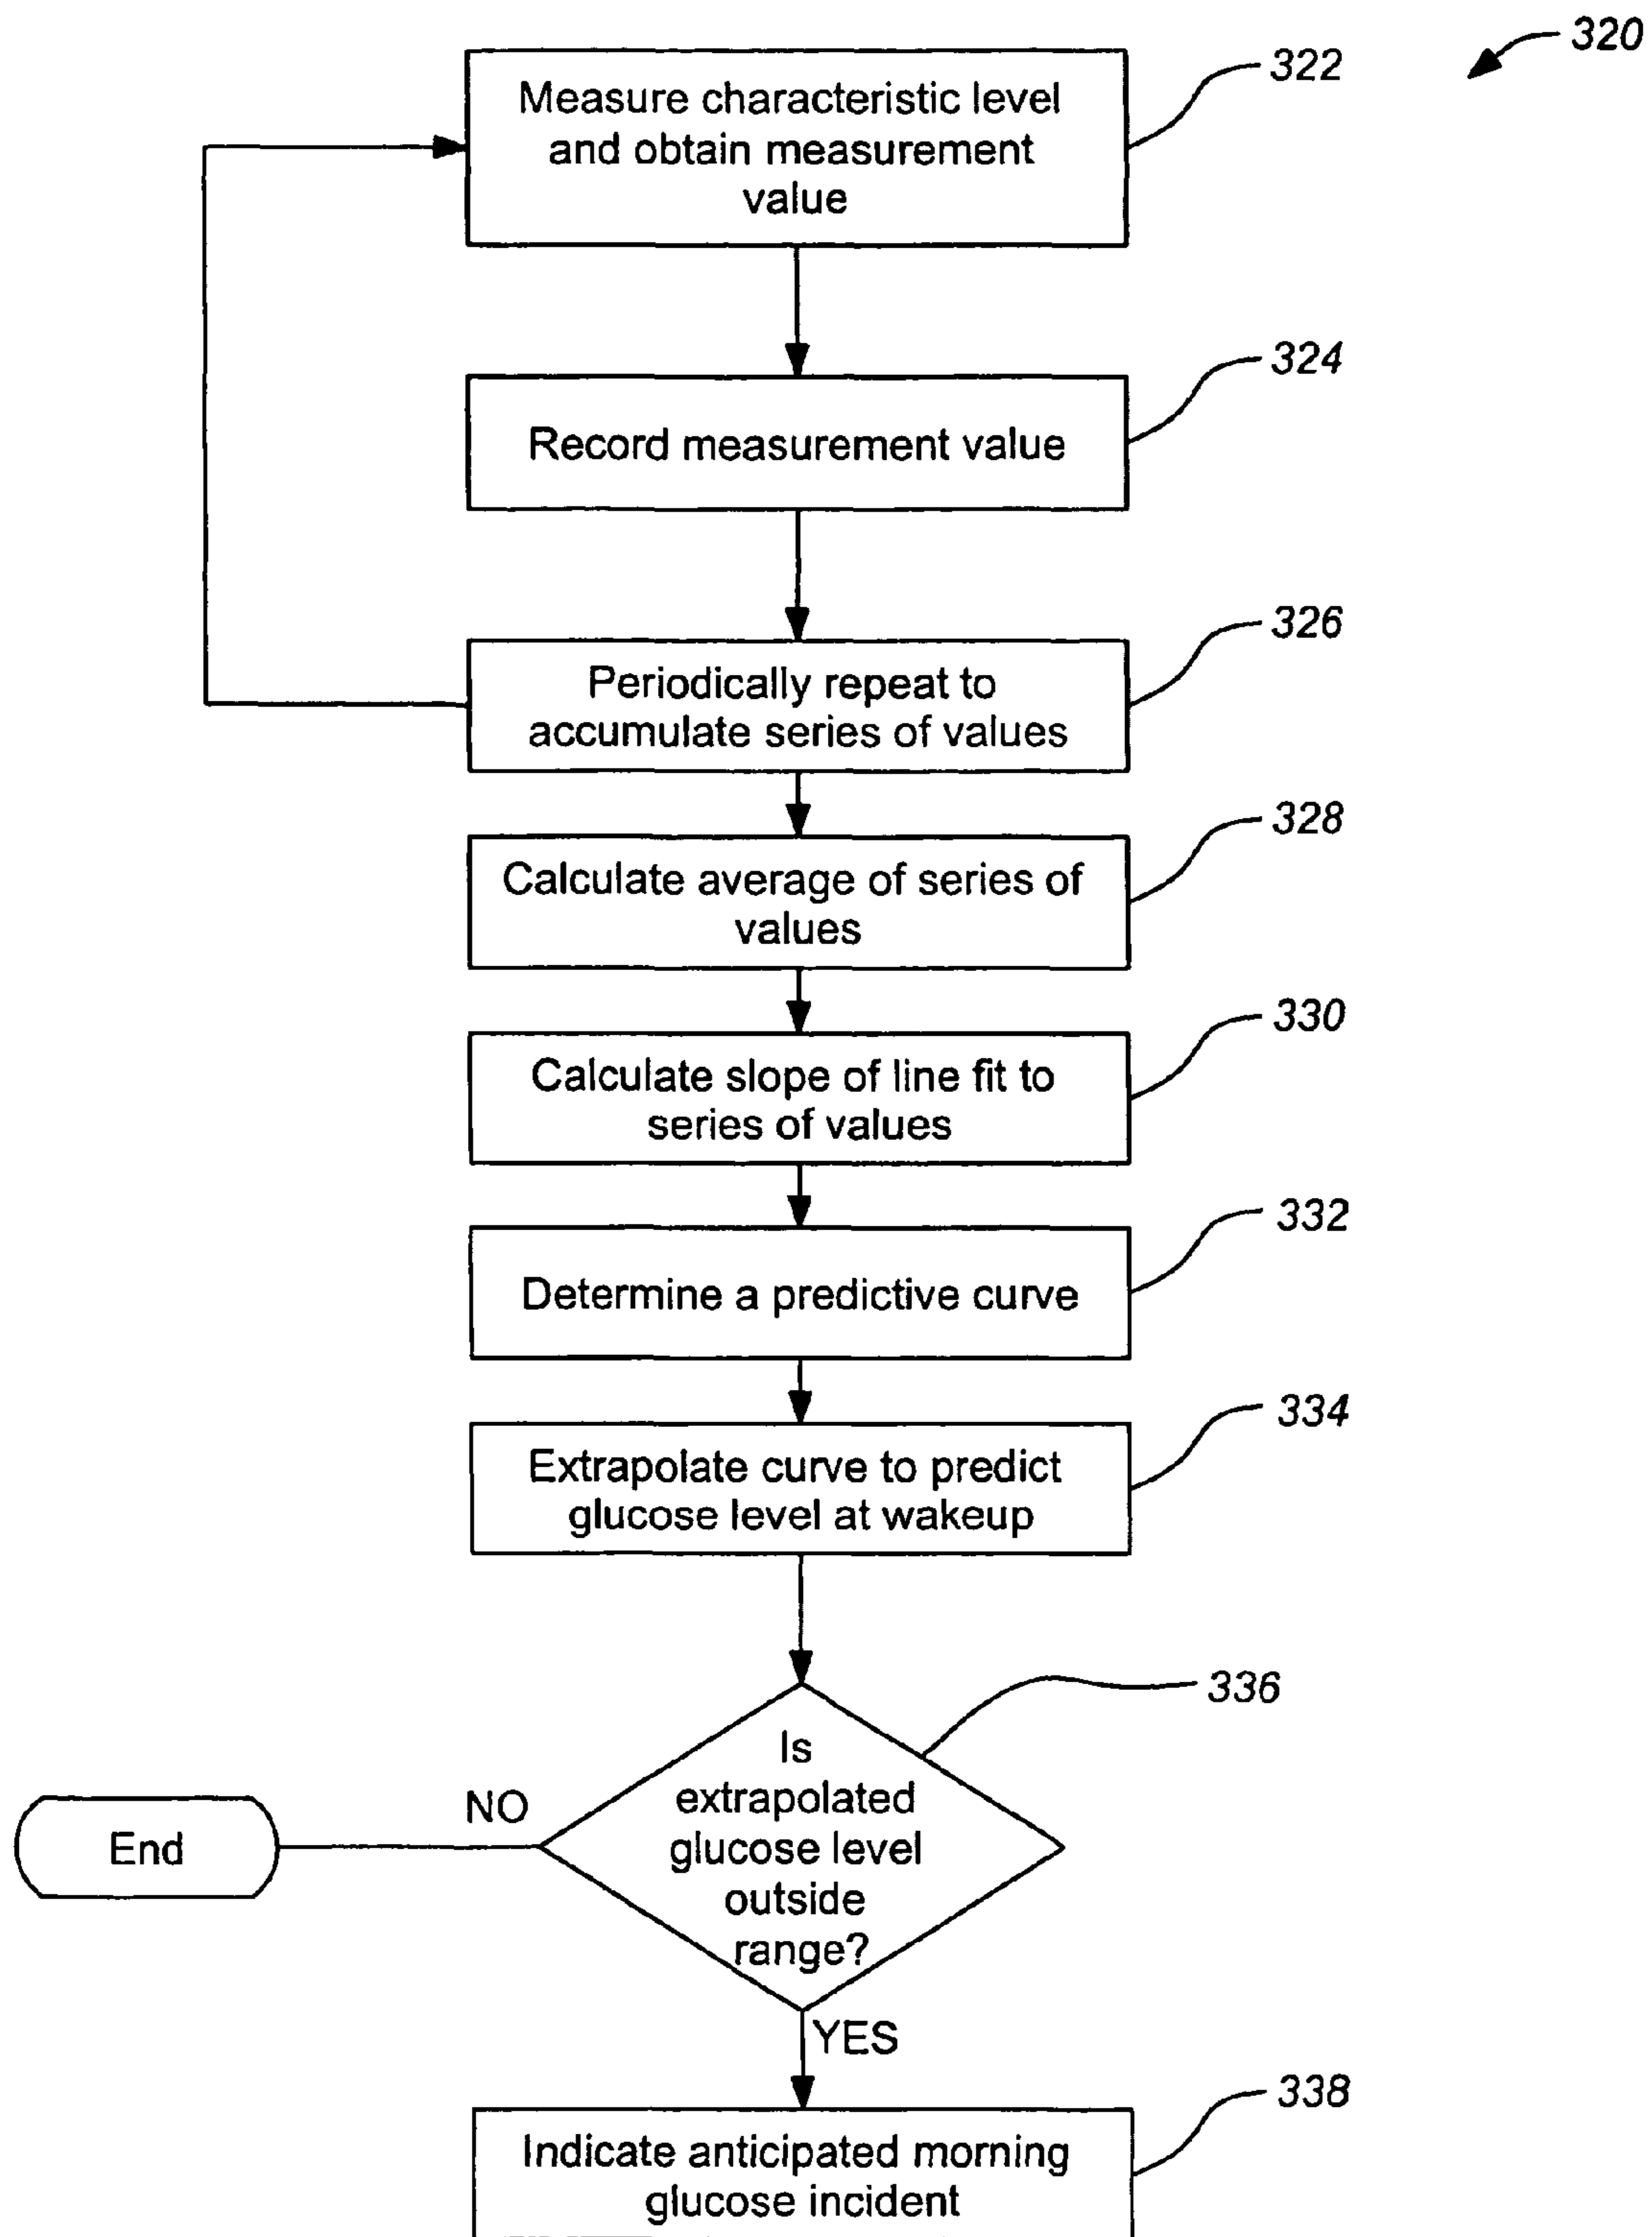 320
Measure characteristic level
and obtain measurement
value
322
Record measurement value
324
Periodically repeat to
accumulate series of values
326
Calculate average of series of
values
328
Calculate slope of line fit to
series of values
330
Determine a predictive curve
332
Extrapolate curve to predict
glucose level at wakeup
334
Is
extrapolated
glucose level
outside
range?
336
NO
End
YES
Indicate anticipated morning
glucose incident
338